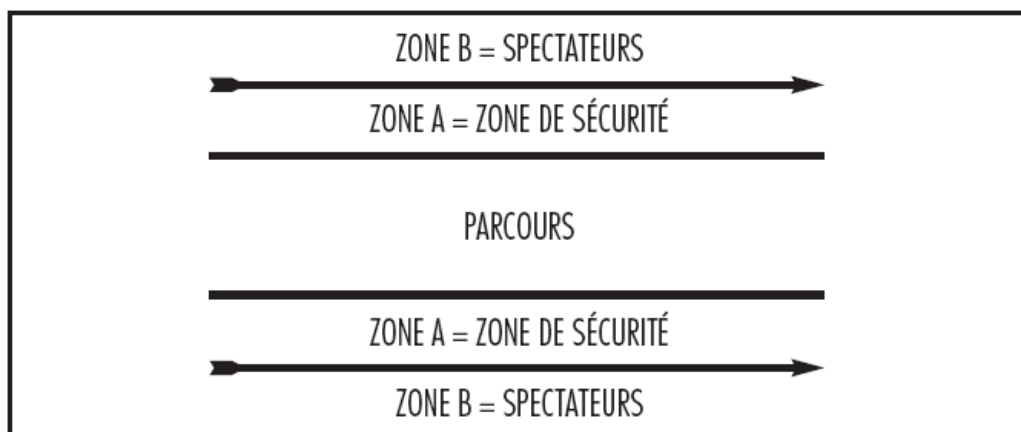 ZONE B = SPECTATEURS
ZONE A = ZONE DE SÉCURITÉ
PARCOURS
ZONE A = ZONE DE SÉCURITÉ
ZONE B = SPECTATEURS